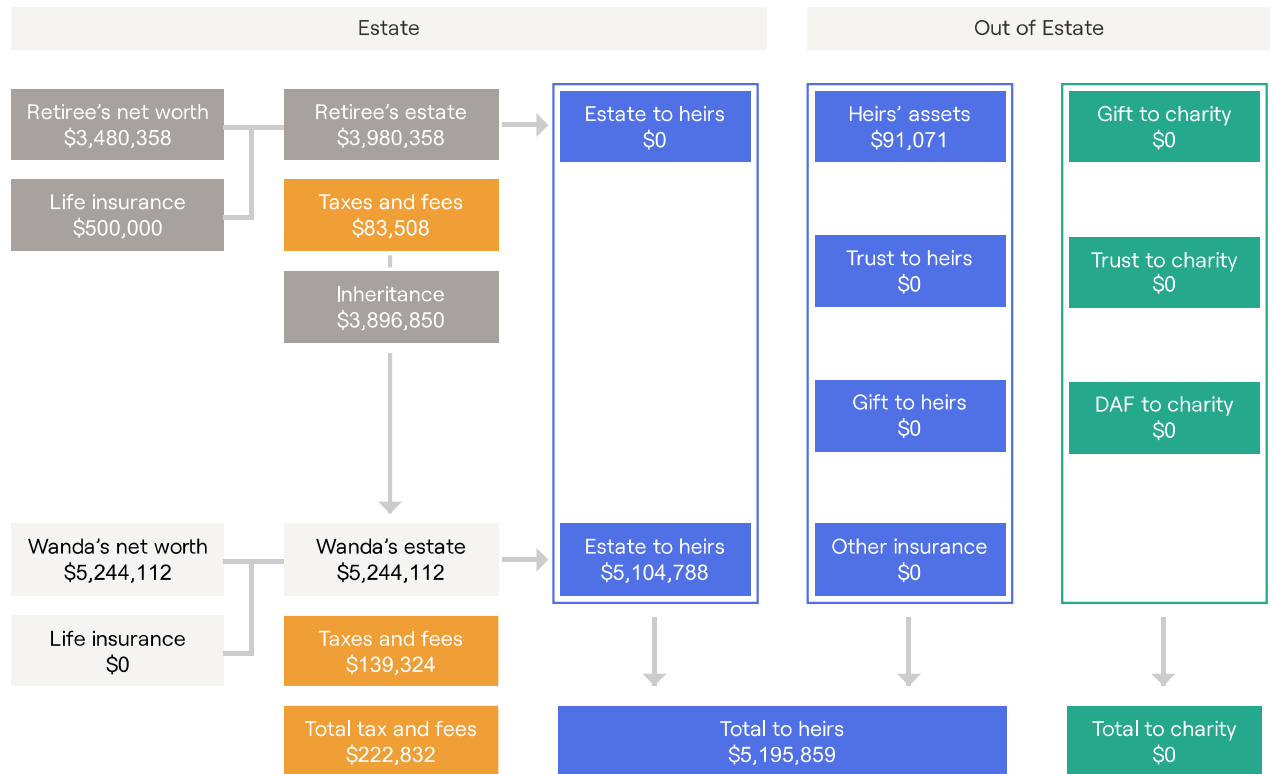 Estate
Out of Estate
Retiree's net worth
$3,480,358
Retiree's estate
$3,980,358
Estate to heirs
$0
Heirs' assets
$91,071
Gift to charity
$0
Life insurance
$500,000
Taxes and fees
$83,508
Trust to heirs
$0
Trust to charity
$0
Inheritance
$3,896,850
Gift to heirs
$0
DAF to charity
$0
Wanda's net worth
$5,244,112
Wanda's estate
$5,244,112
Estate to heirs
$5,104,788
Other insurance
$0
Life insurance
$0
Taxes and fees
$139,324
Total tax and fees
$222,832
Total to heirs
$5,195,859
Total to charity
$0